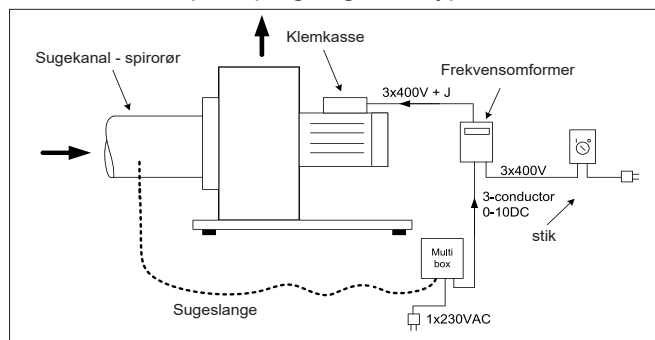 Klemkasse
Sugekanal - spirorør
Frekvensomformer
3x400V + J
3x400V
3-conductor
0-10DC
stik
Multi
box
Sugeslange
1x230VAC